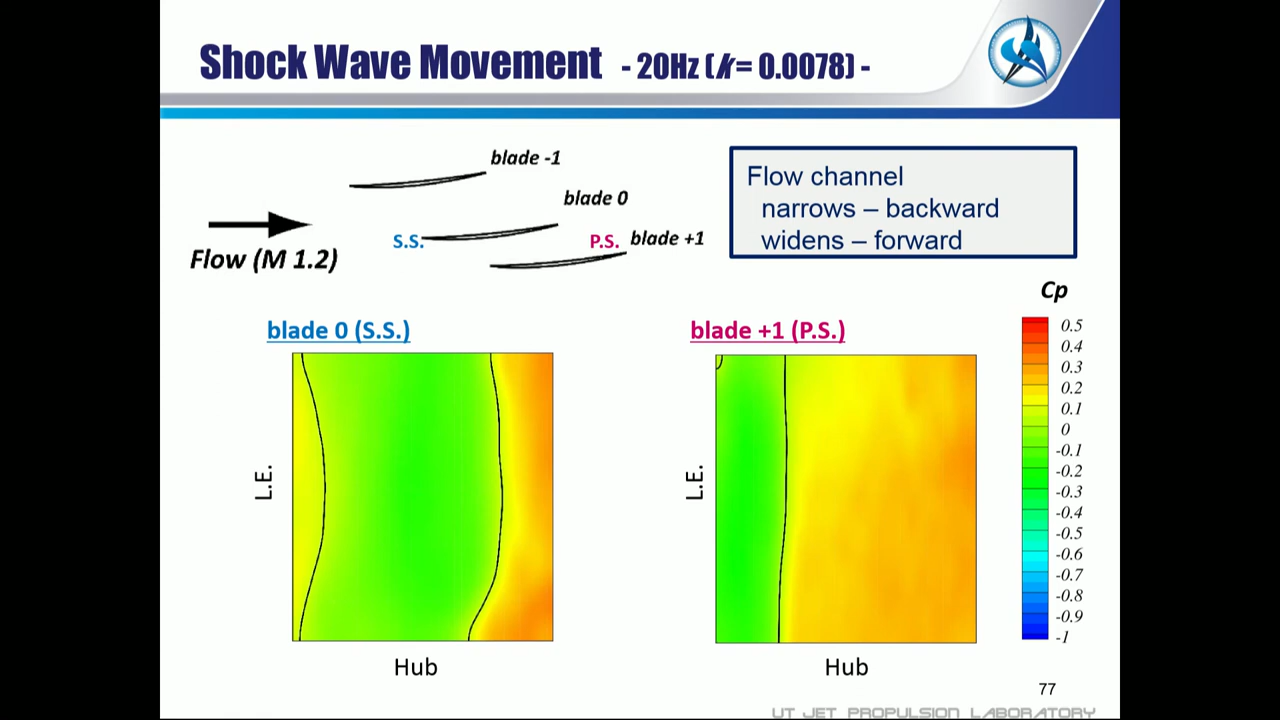 Shock Wave Movement - 20Hz (k = 0.0078) -
blade -1
blade 0
S.S.
P.S. blade +1
Flow (M 1.2)
Flow channel
narrows – backward
widens – forward
Cp
blade 0 (S.S.)
blade +1 (P.S.)
0.5
0.4
0.3
0.2
0.1
0
-0.1
-0.2
-0.3
-0.4
-0.5
-0.6
-0.7
-0.8
-0.9
-1
L.E.
L.E.
Hub
Hub
77
UT JET PROPULSION LABORATORY